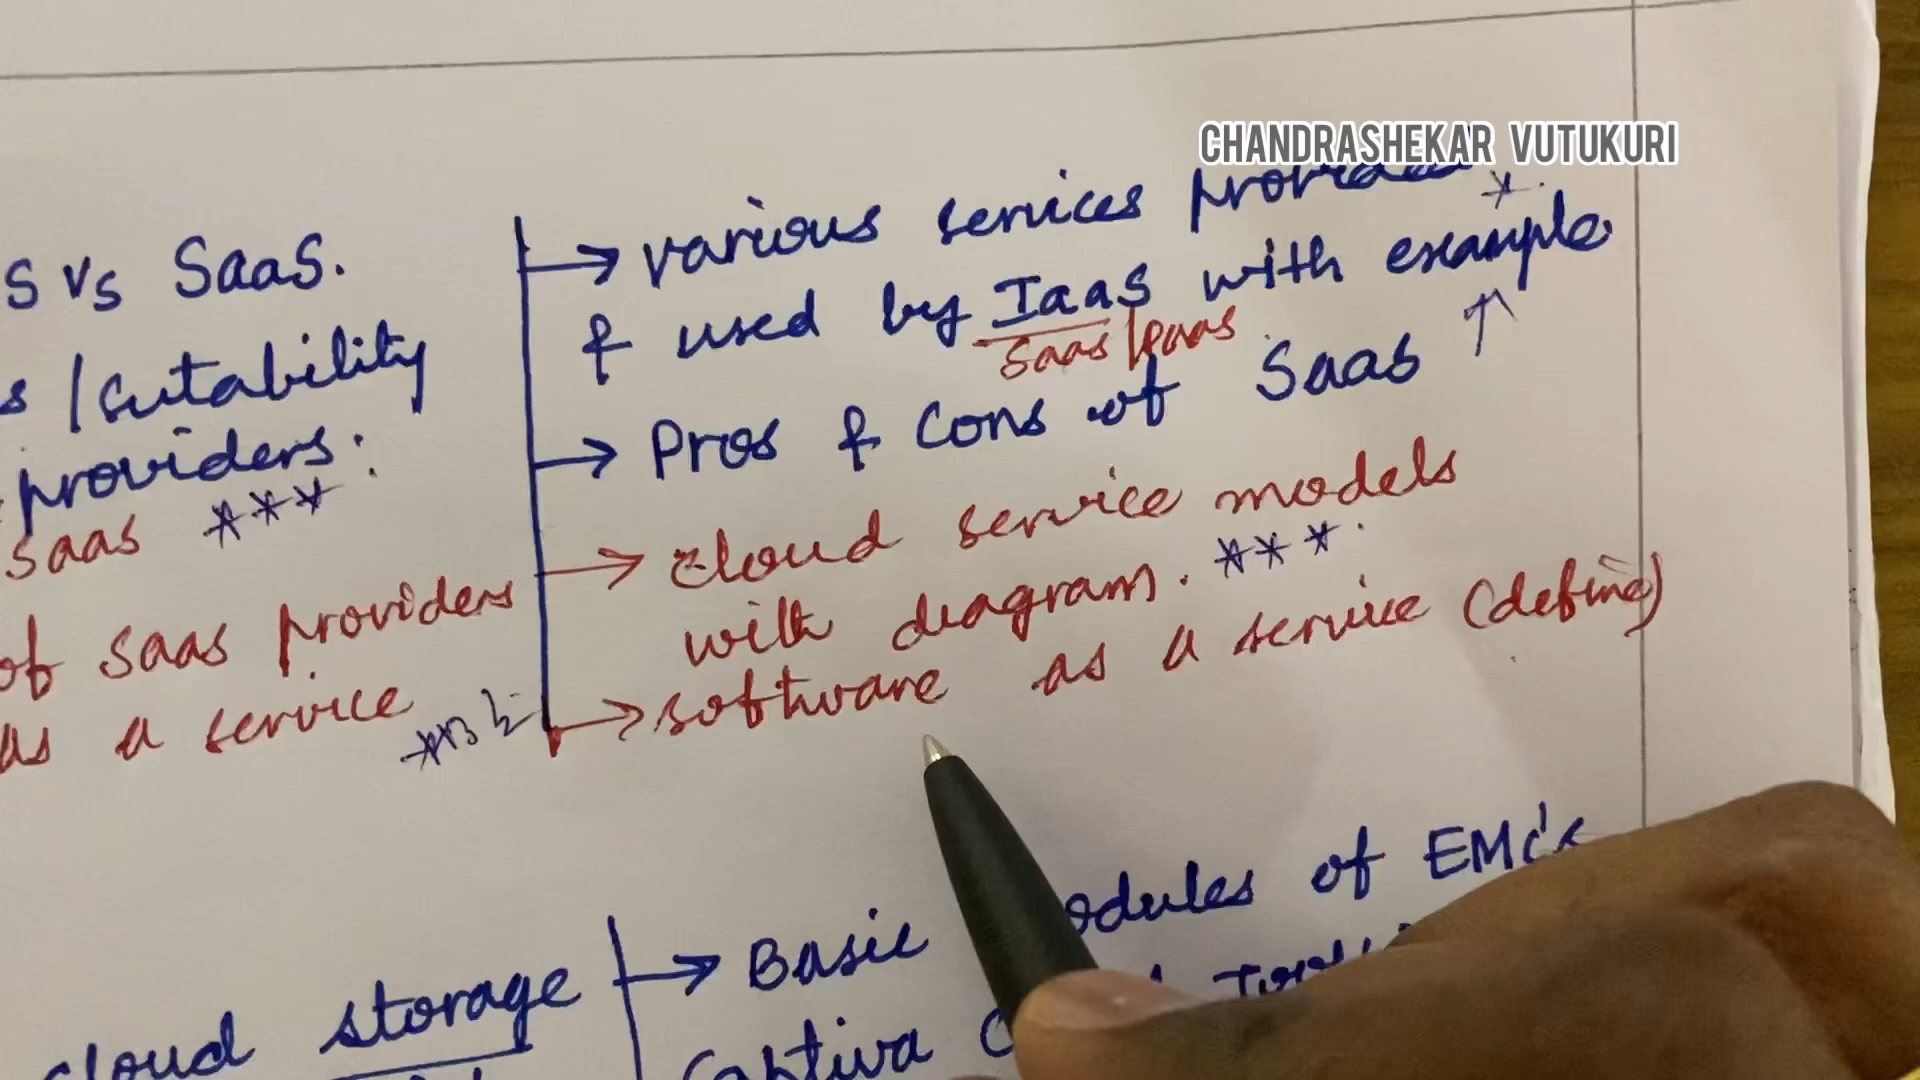 CHANDRASHEKAR VUTUKURI
S Vs SaaS.
s / sutability
providers.
saas ***
of saas providers
as a service
→ various services provided
& used by IaaS with example
saas | paas
→ Pros & Cons of SaaS
→ cloud service models
with diagram. ***
→ software as a service (define)
cloud storage
→ Basic modules of EMC's
Captiva